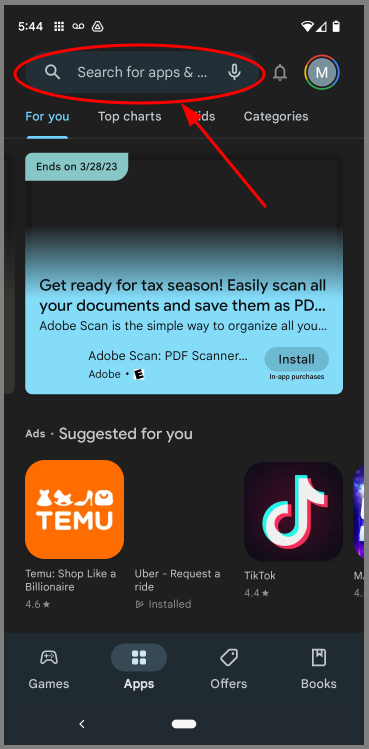 5:44
Search for apps & ...
M
For you
Top charts
ids
Categories
Ends on 3/28/23
Get ready for tax season! Easily scan all
your documents and save them as PD...
Adobe Scan is the simple way to organize all you...
Adobe Scan: PDF Scanner...
Adobe • E
Install
In-app purchases
Ads • Suggested for you
TEMU
Temu: Shop Like a
Billionaire
4.6★
Uber - Request a
ride
Installed
TikTok
4.4★
M
4.
Games
Apps
Offers
Books